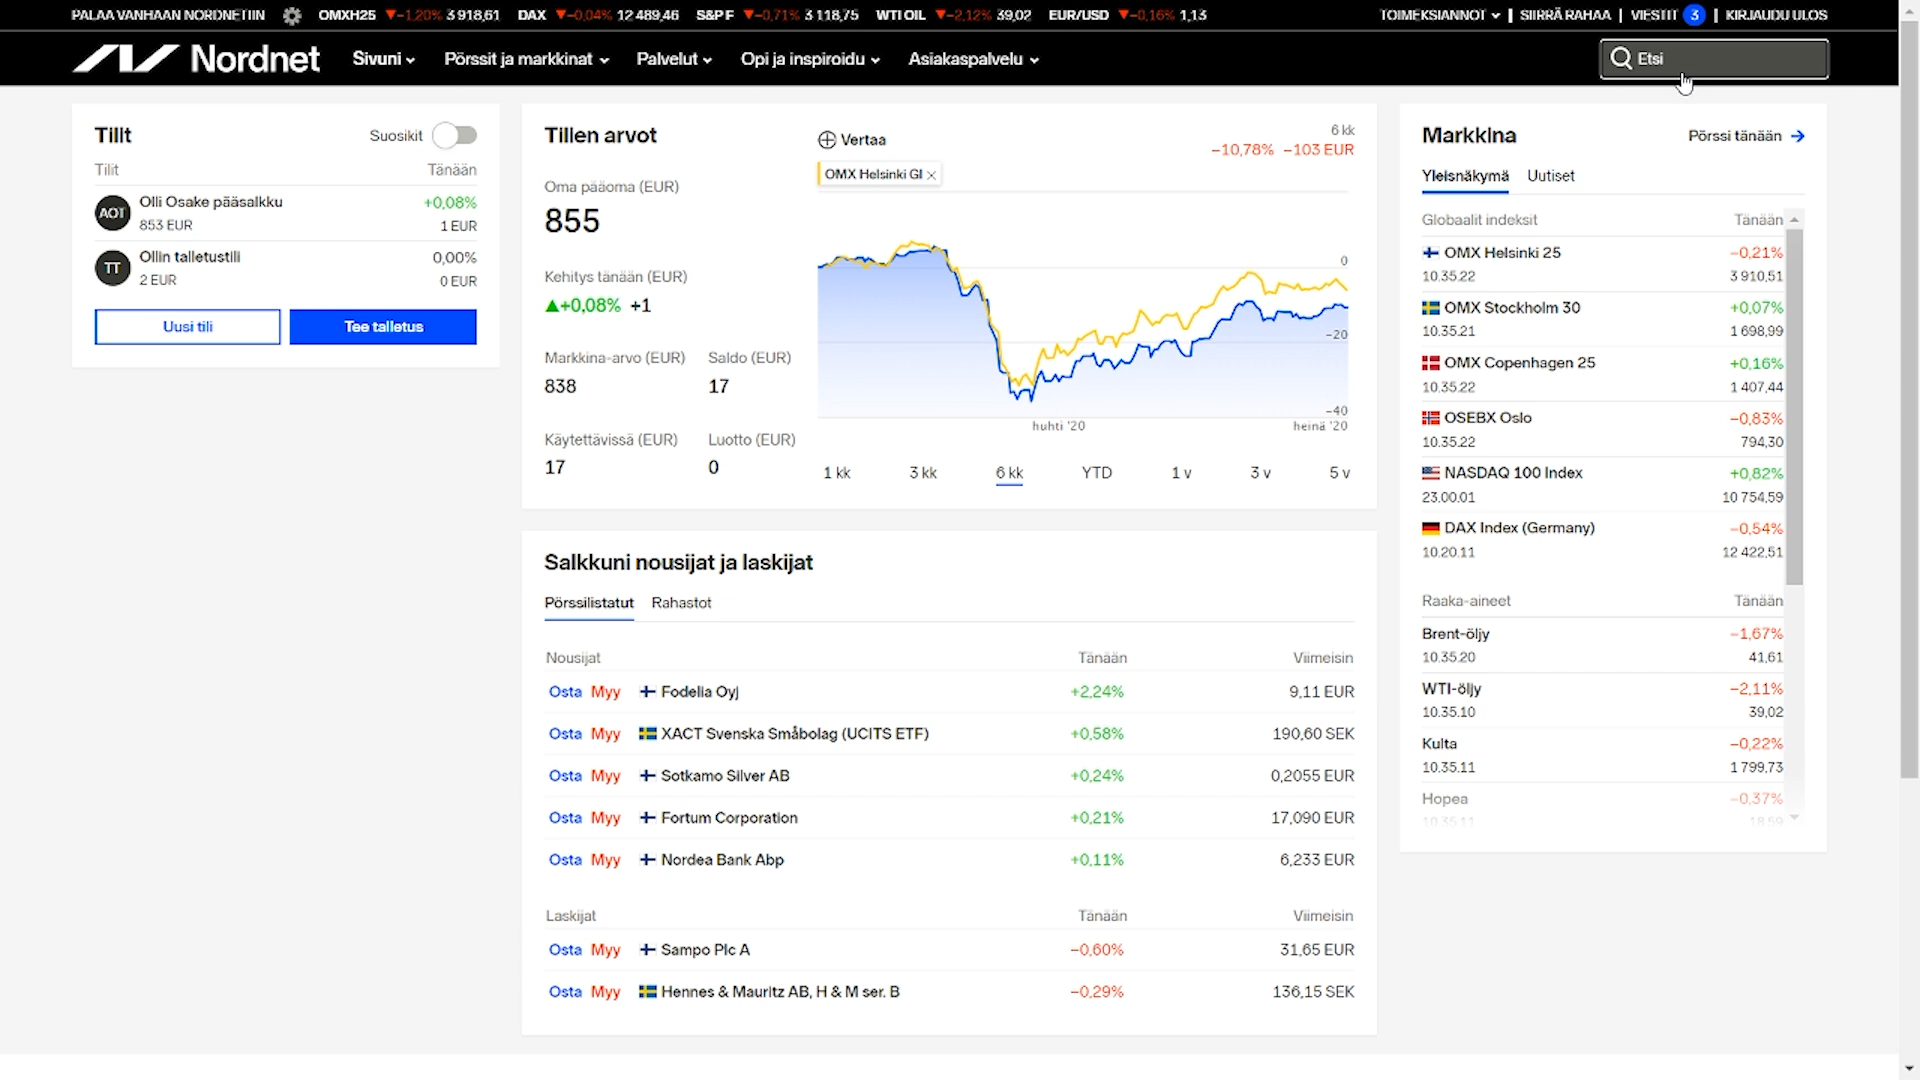 PALAA VANHAAN NORDNETIIN OMXH25 ▼−1,20% 3 918,61 DAX ▼−0,04% 12 489,46 S&P F ▼−0,71% 3 118,75 WTI OIL ▼−2,12% 39,02 EUR/USD ▼−0,16% 1,13 TOIMEKSIANNOT | SIIRRÄ RAHAA | VIESTIT 3 | KIRJAUDU ULOS
Nordnet Sivuni Pörssit ja markkinat Palvelut Opi ja inspiroidu Asiakaspalvelu Etsi
Tilit Suosikit
Tilit Tänään
AOT Olli Osake pääsalkku +0,08%
853 EUR 1 EUR
TT Ollin talletustili 0,00%
2 EUR 0 EUR
Uusi tili Tee talletus
Tilien arvot
Vertaa
6 kk
−10,78% −103 EUR
OMX Helsinki GI ×
Oma pääoma (EUR)
855
Kehitys tänään (EUR)
▲+0,08% +1
Markkina-arvo (EUR) Saldo (EUR)
838 17
Käytettävissä (EUR) Luotto (EUR)
17 0
0
−20
−40
huhti '20 heinä '20
1 kk 3 kk 6 kk YTD 1 v 3 v 5 v
Salkkuni nousijat ja laskijat
Pörssilistatut Rahastot
Nousijat Tänään Viimeisin
Osta Myy Fodelia Oyj +2,24% 9,11 EUR
Osta Myy XACT Svenska Småbolag (UCITS ETF) +0,58% 190,60 SEK
Osta Myy Sotkamo Silver AB +0,24% 0,2055 EUR
Osta Myy Fortum Corporation +0,21% 17,090 EUR
Osta Myy Nordea Bank Abp +0,11% 6,233 EUR
Laskijat Tänään Viimeisin
Osta Myy Sampo Plc A −0,60% 31,65 EUR
Osta Myy Hennes & Mauritz AB, H & M ser. B −0,29% 136,15 SEK
Markkina Pörssi tänään →
Yleisnäkymä Uutiset
Globaalit indeksit Tänään
OMX Helsinki 25 −0,21%
10.35.22 3 910,51
OMX Stockholm 30 +0,07%
10.35.21 1 698,99
OMX Copenhagen 25 +0,16%
10.35.22 1 407,44
OSEBX Oslo −0,83%
10.35.22 794,30
NASDAQ 100 Index +0,82%
23.00.01 10 754,59
DAX Index (Germany) −0,54%
10.20.11 12 422,51
Raaka-aineet Tänään
Brent-öljy −1,67%
10.35.20 41,61
WTI-öljy −2,11%
10.35.10 39,02
Kulta −0,22%
10.35.11 1 799,73
Hopea −0,37%
10.35.11 18,59